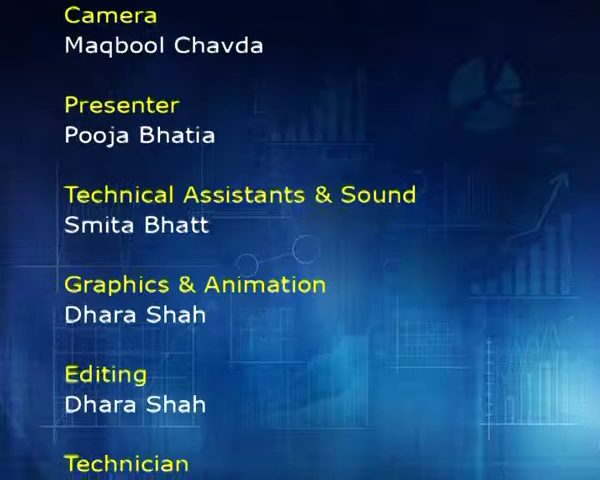 Camera
Maqbool Chavda
Presenter
Pooja Bhatia
Technical Assistants & Sound
Smita Bhatt
Graphics & Animation
Dhara Shah
Editing
Dhara Shah
Technician